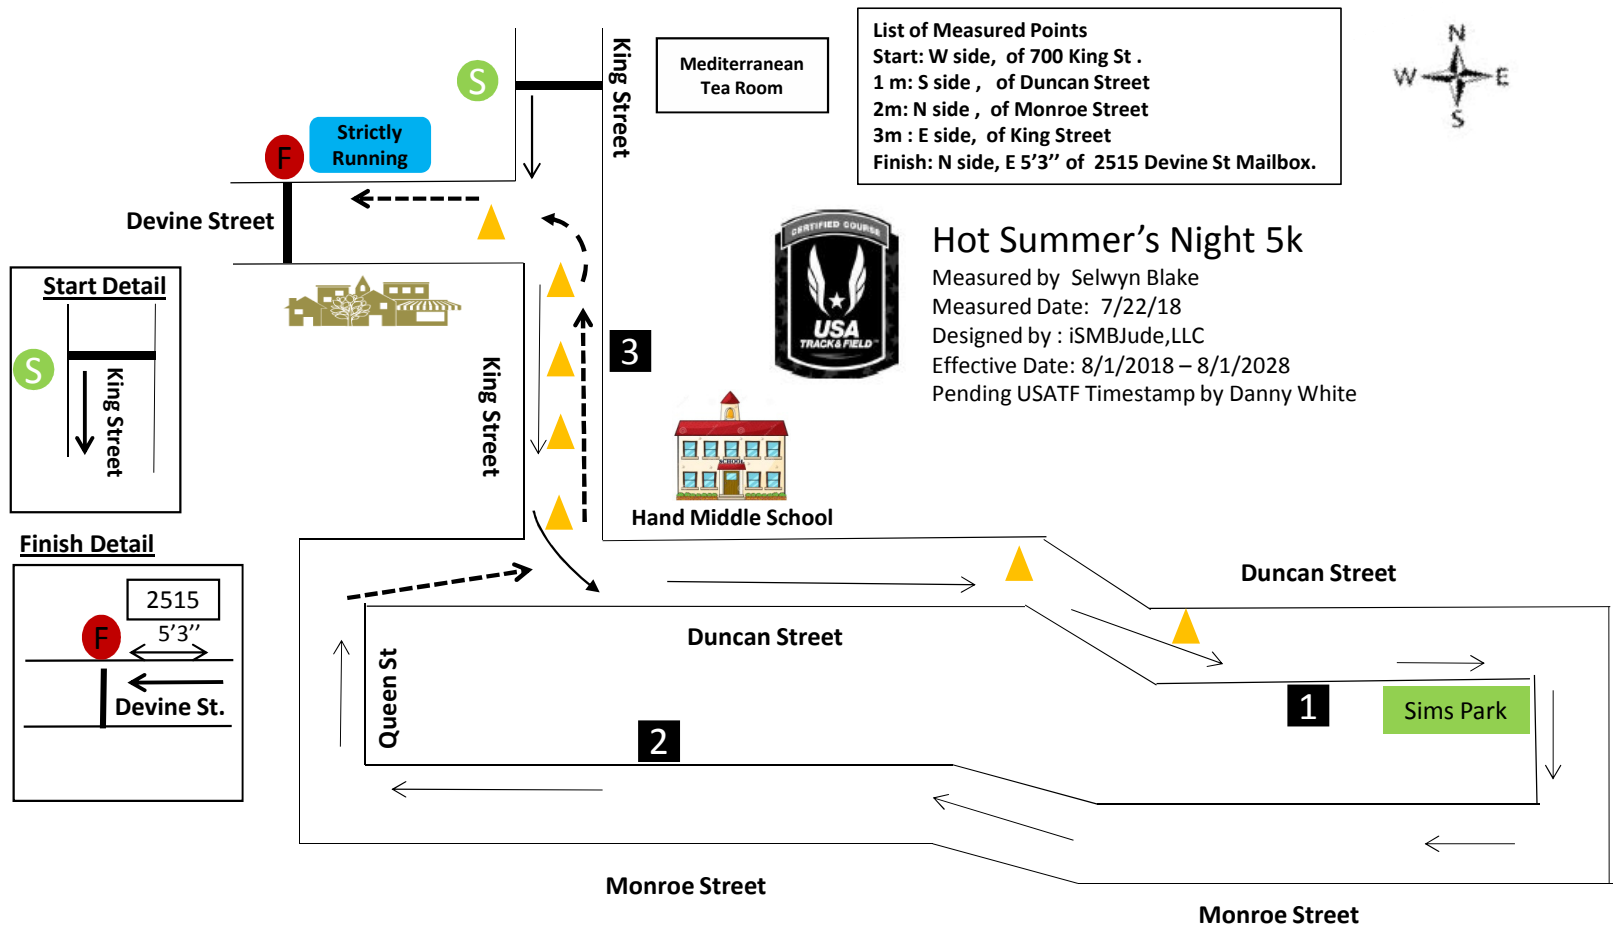 King Street
Mediterranean
Tea Room
List of Measured Points
Start: W side, of 700 King St .
1 m: S side , of Duncan Street
2m: N side , of Monroe Street
3m : E side, of King Street
Finish: N side, E 5’3’’ of 2515 Devine St Mailbox.
N
W
E
S
S
Strictly
Running
F
Devine Street
CERTIFIED COURSE
USA
TRACK & FIELD
Hot Summer’s Night 5k
Measured by Selwyn Blake
Measured Date: 7/22/18
Designed by : iSMBJude,LLC
Effective Date: 8/1/2018 – 8/1/2028
Pending USATF Timestamp by Danny White
Start Detail
S
King Street
King Street
3
SCHOOL
Hand Middle School
Finish Detail
2515
F
5’3’’
Devine St.
Duncan Street
Duncan Street
Queen St
1
Sims Park
2
Monroe Street
Monroe Street